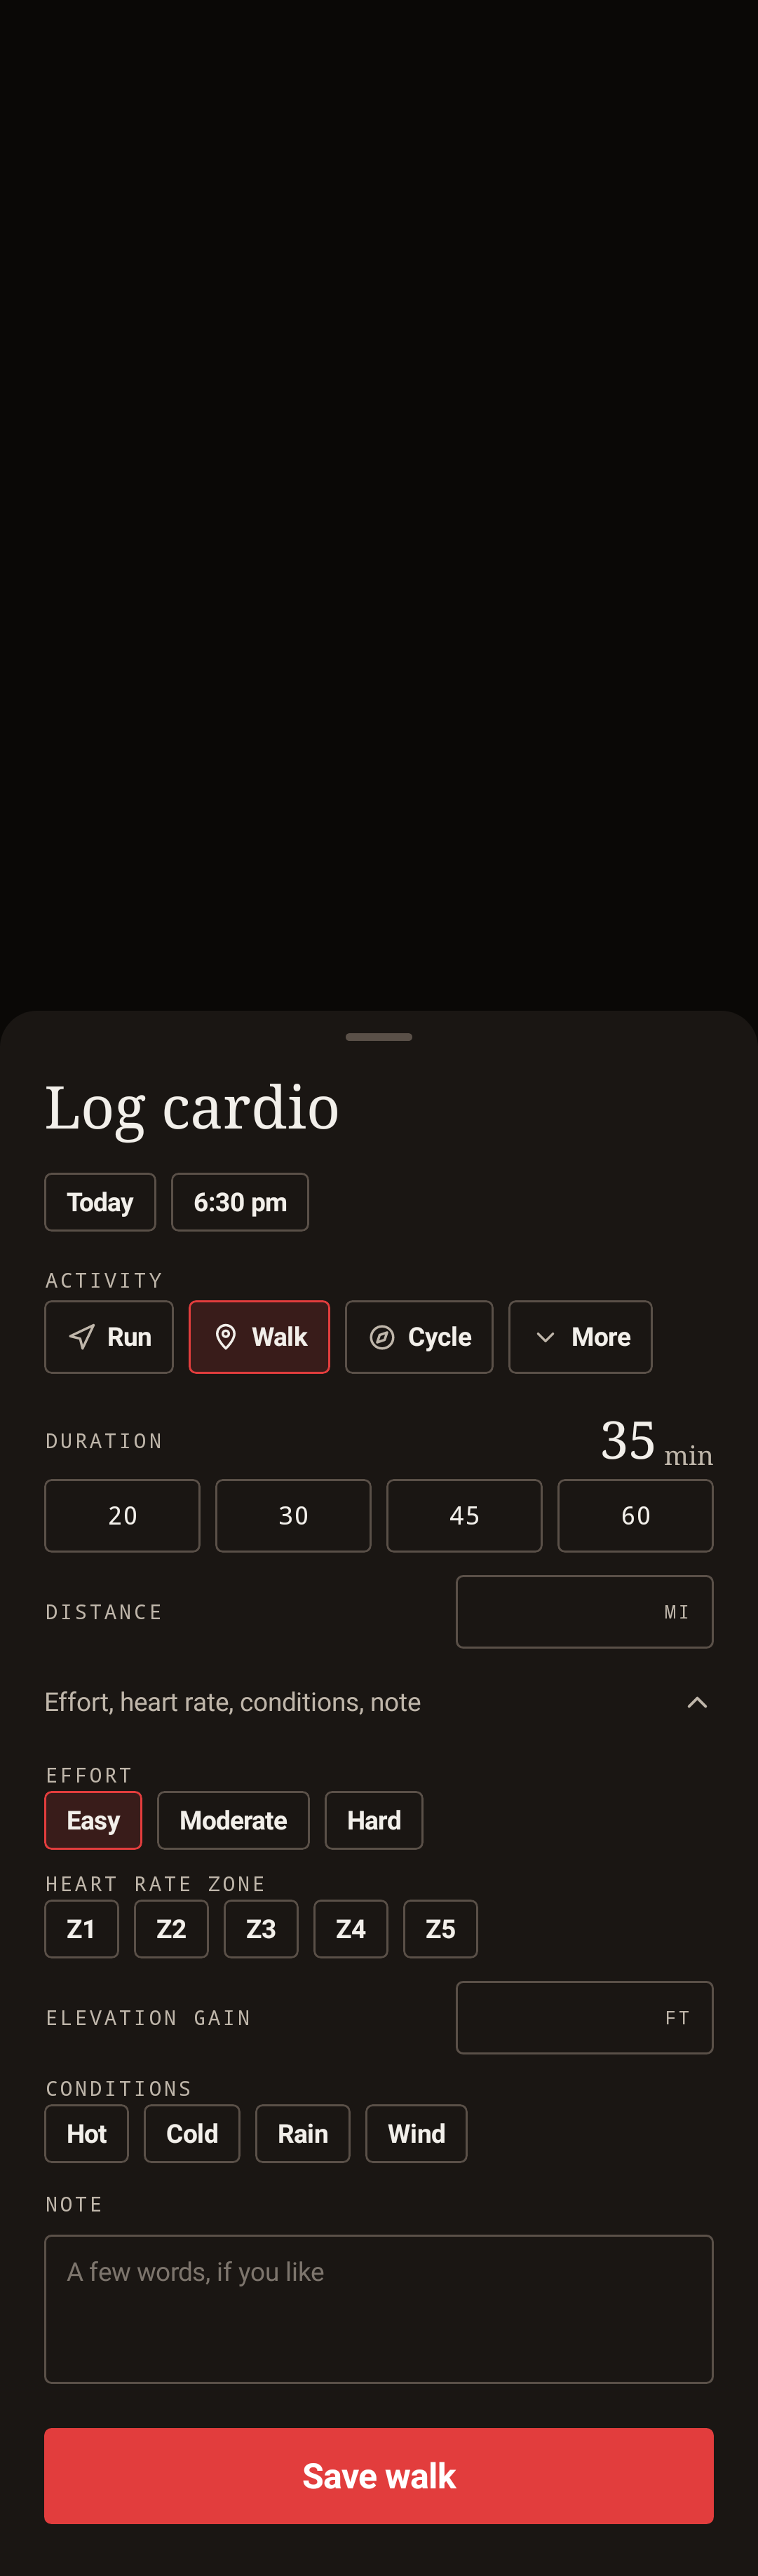 Log cardio
Today 6:30 pm
ACTIVITY
Run Walk Cycle More
DURATION 35 min
20 30 45 60
DISTANCE MI
Effort, heart rate, conditions, note
EFFORT
Easy Moderate Hard
HEART RATE ZONE
Z1 Z2 Z3 Z4 Z5
ELEVATION GAIN FT
CONDITIONS
Hot Cold Rain Wind
NOTE
A few words, if you like
Save walk